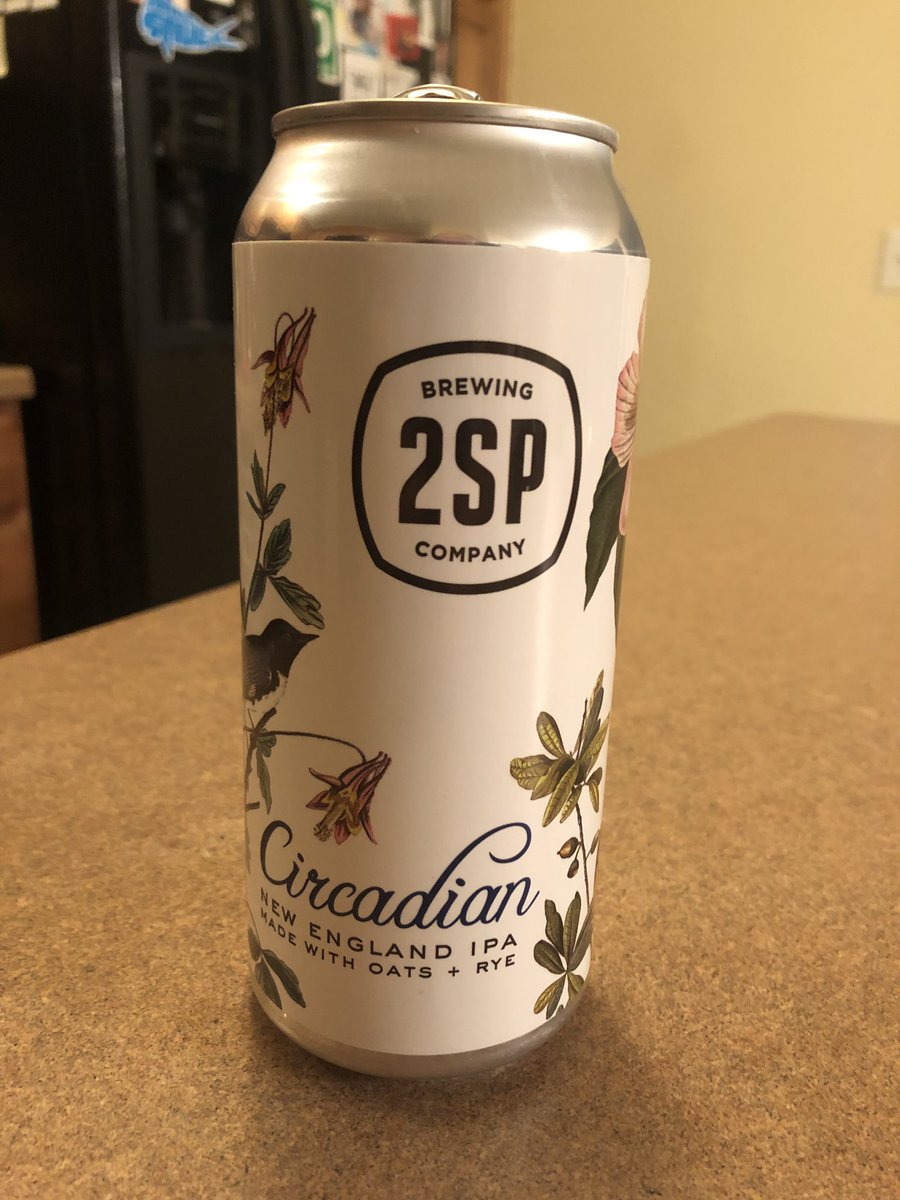 BREWING
2SP
COMPANY
Circadian
NEW ENGLAND IPA
MADE WITH OATS + RYE